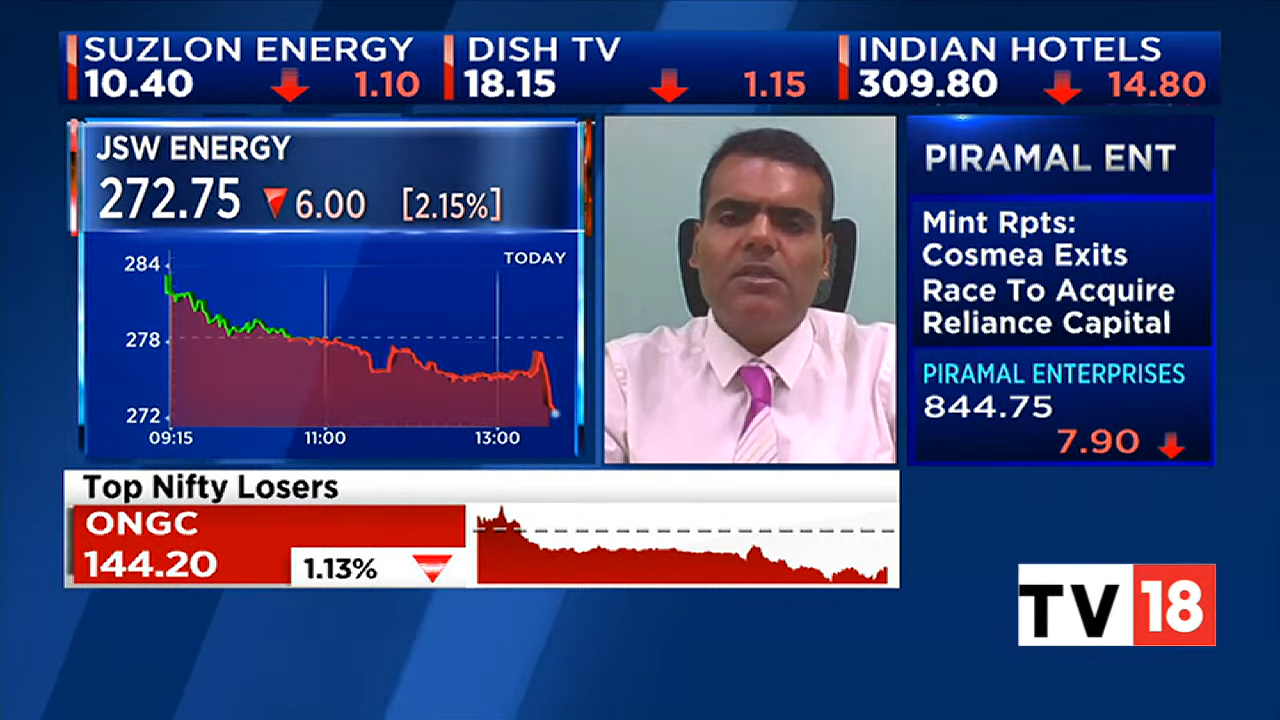 SUZLON ENERGY
10.40 1.10
DISH TV
18.15 1.15
INDIAN HOTELS
309.80 14.80
JSW ENERGY
272.75 6.00 [2.15%]
TODAY
284
278
272
09:15 11:00 13:00
PIRAMAL ENT
Mint Rpts:
Cosmea Exits
Race To Acquire
Reliance Capital
PIRAMAL ENTERPRISES
844.75
7.90
Top Nifty Losers
ONGC
144.20 1.13%
TV18